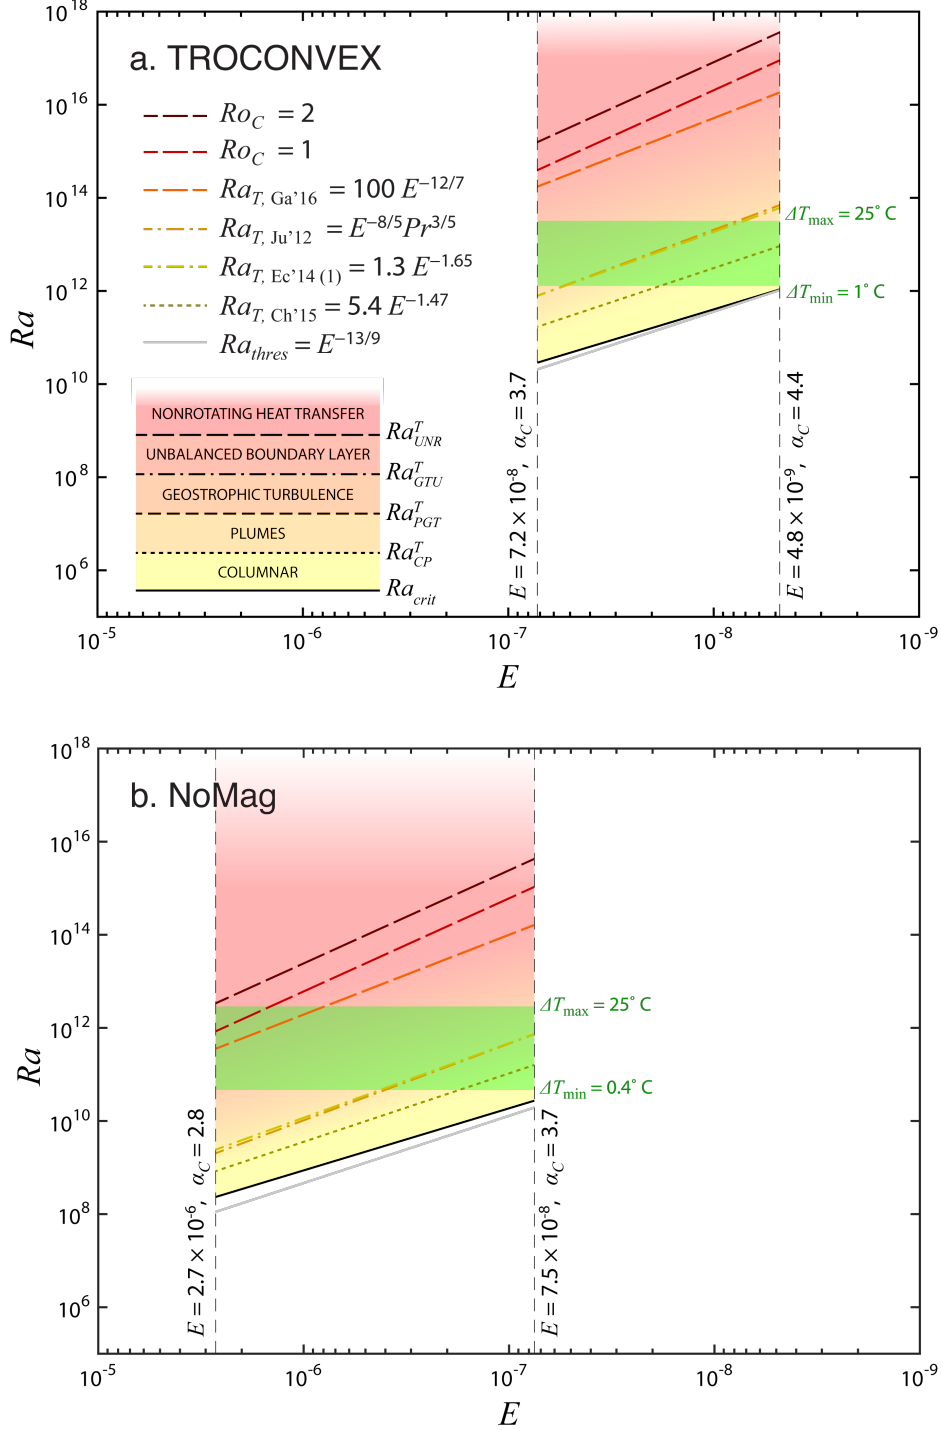 a. TROCONVEX
10^18
10^16
10^14
10^12
10^10
10^8
10^6
Ra
Ro_C = 2
Ro_C = 1
Ra_T, Ga'16 = 100 E^−12/7
Ra_T, Ju'12 = E^−8/5 Pr^3/5
Ra_T, Ec'14 (1) = 1.3 E^−1.65
Ra_T, Ch'15 = 5.4 E^−1.47
Ra_thres = E^−13/9
NONROTATING HEAT TRANSFER
Ra^T_UNR
UNBALANCED BOUNDARY LAYER
Ra^T_GTU
GEOSTROPHIC TURBULENCE
Ra^T_PGT
PLUMES
Ra^T_CP
COLUMNAR
Ra_crit
ΔT_max = 25° C
ΔT_min = 1° C
E = 7.2 × 10^-8, α_C = 3.7
E = 4.8 × 10^-9, α_C = 4.4
10^-5 10^-6 10^-7 10^-8 10^-9
E
b. NoMag
10^18
10^16
10^14
10^12
10^10
10^8
10^6
Ra
ΔT_max = 25° C
ΔT_min = 0.4° C
E = 2.7 × 10^-6, α_C = 2.8
E = 7.5 × 10^-8, α_C = 3.7
10^-5 10^-6 10^-7 10^-8 10^-9
E